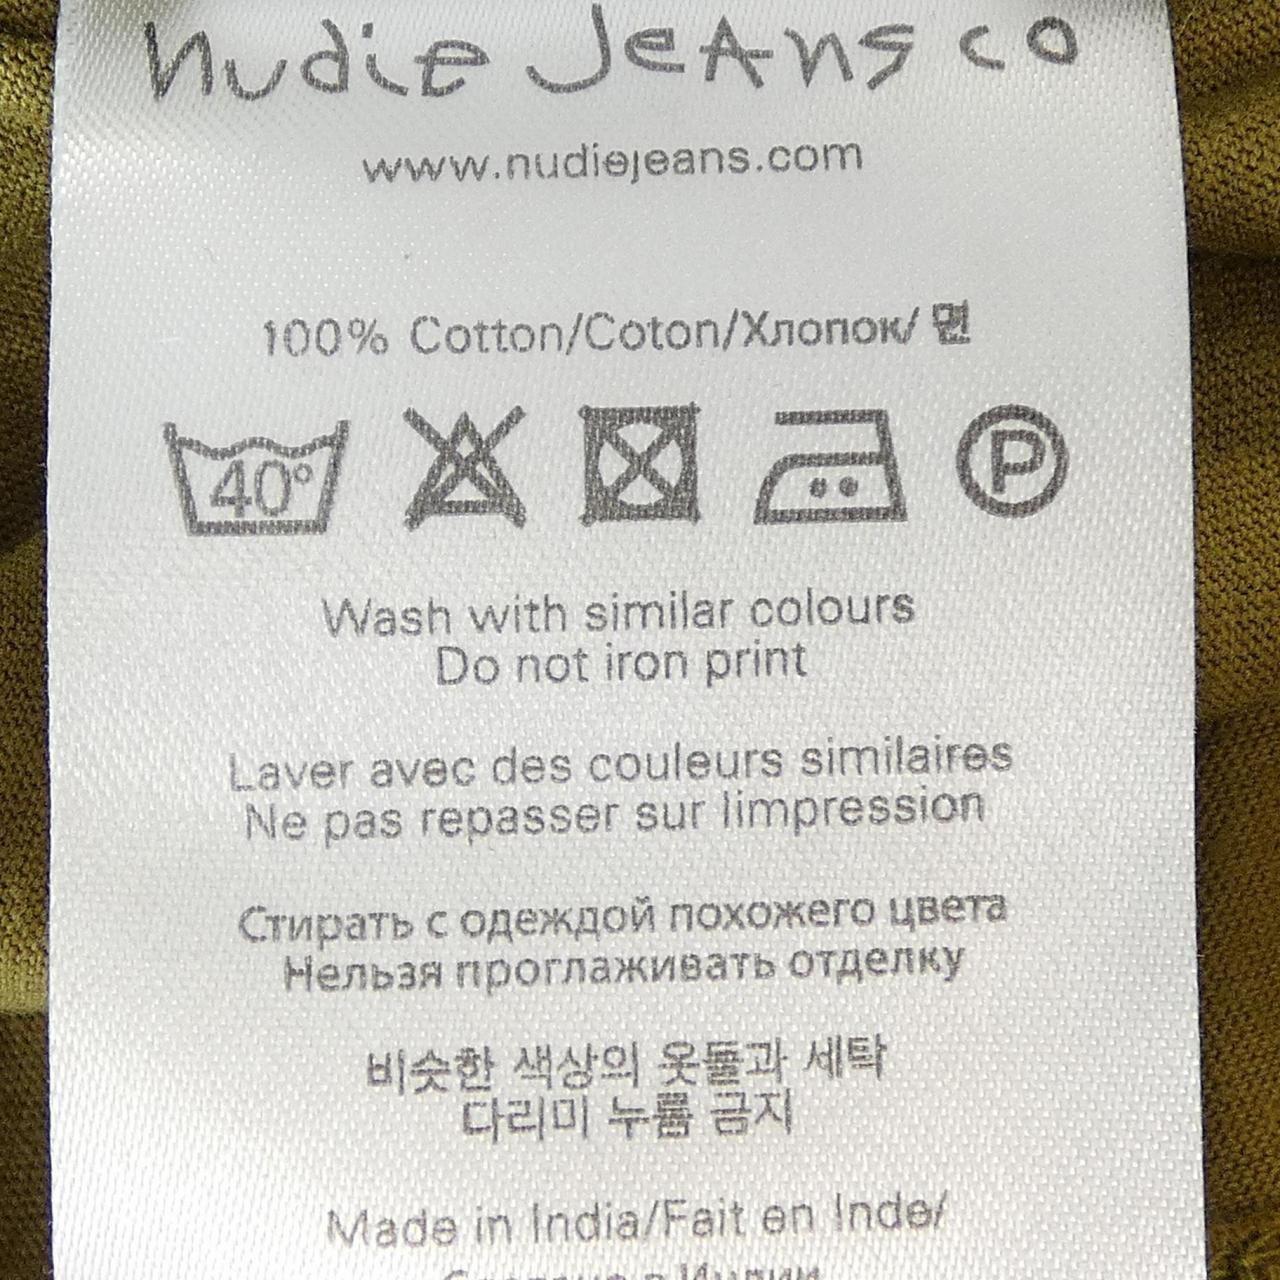 nudie JeAns co
www.nudiejeans.com
100% Cotton/Coton/Хлопок/ 면
40°
P
Wash with similar colours
Do not iron print
Laver avec des couleurs similaires
Ne pas repasser sur limpression
Стирать с одеждой похожего цвета
Нельзя проглаживать отделку
비슷한 색상의 옷들과 세탁
다리미 누름 금지
Made in India/Fait en Inde/